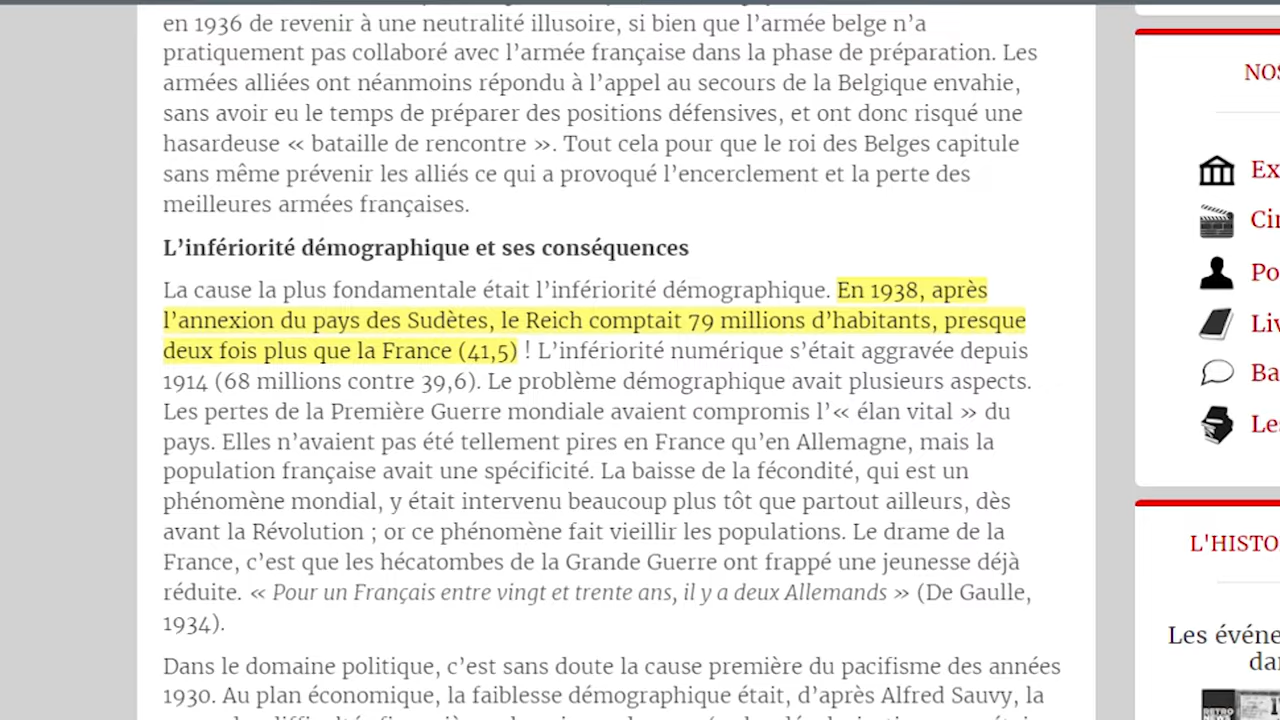 en 1936 de revenir à une neutralité illusoire, si bien que l’armée belge n’a
pratiquement pas collaboré avec l’armée française dans la phase de préparation. Les
armées alliées ont néanmoins répondu à l’appel au secours de la Belgique envahie,
sans avoir eu le temps de préparer des positions défensives, et ont donc risqué une
hasardeuse « bataille de rencontre ». Tout cela pour que le roi des Belges capitule
sans même prévenir les alliés ce qui a provoqué l’encerclement et la perte des
meilleures armées françaises.
L’infériorité démographique et ses conséquences
La cause la plus fondamentale était l’infériorité démographique. En 1938, après
l’annexion du pays des Sudètes, le Reich comptait 79 millions d’habitants, presque
deux fois plus que la France (41,5) ! L’infériorité numérique s’était aggravée depuis
1914 (68 millions contre 39,6). Le problème démographique avait plusieurs aspects.
Les pertes de la Première Guerre mondiale avaient compromis l’« élan vital » du
pays. Elles n’avaient pas été tellement pires en France qu’en Allemagne, mais la
population française avait une spécificité. La baisse de la fécondité, qui est un
phénomène mondial, y était intervenu beaucoup plus tôt que partout ailleurs, dès
avant la Révolution ; or ce phénomène fait vieillir les populations. Le drame de la
France, c’est que les hécatombes de la Grande Guerre ont frappé une jeunesse déjà
réduite. « Pour un Français entre vingt et trente ans, il y a deux Allemands » (De Gaulle,
1934).
Dans le domaine politique, c’est sans doute la cause première du pacifisme des années
1930. Au plan économique, la faiblesse démographique était, d’après Alfred Sauvy, la
NOS
Ex
Cin
Po
Liv
Ba
Les
L'HISTO
Les événe
dan
RETRO